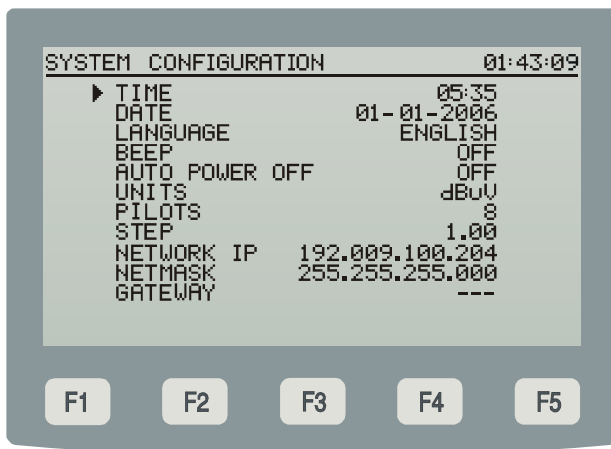 SYSTEM CONFIGURATION 01:43:09
TIME 05:35
DATE 01-01-2006
LANGUAGE ENGLISH
BEEP OFF
AUTO POWER OFF OFF
UNITS dBuV
PILOTS 8
STEP 1.00
NETWORK IP 192.009.100.204
NETMASK 255.255.255.000
GATEWAY ---
F1 F2 F3 F4 F5